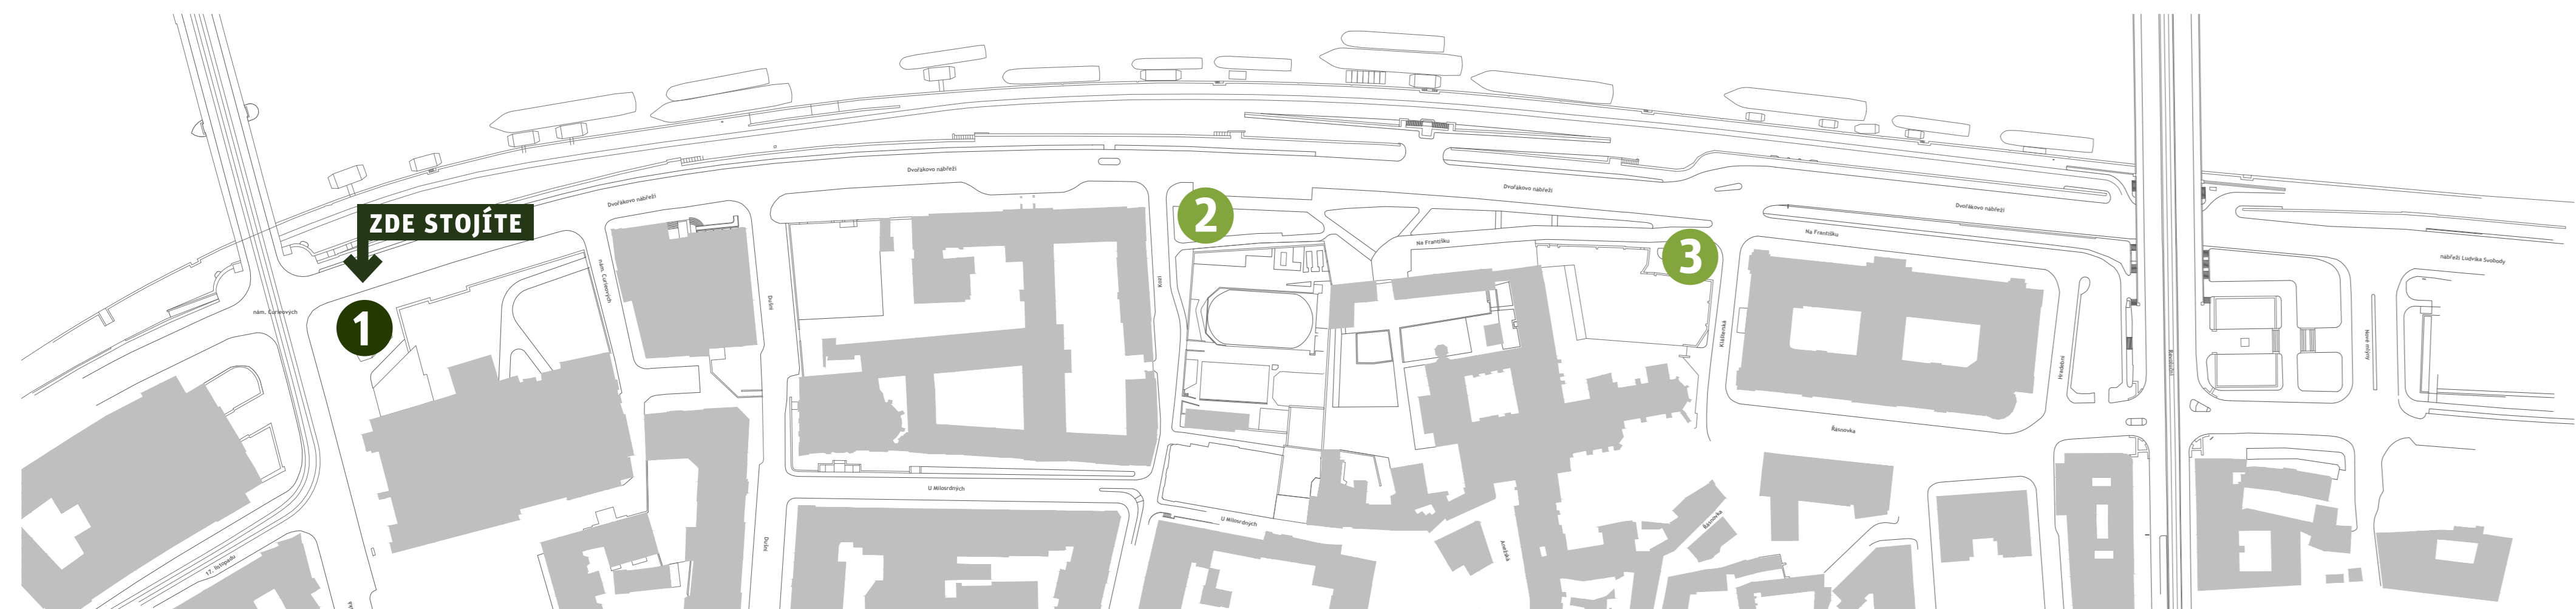 Dvořákovo nábřeží
Dvořákovo nábřeží
Dvořákovo nábřeží
Dvořákovo nábřeží
ZDE STOJÍTE
1
2
3
nám. Curieových
nám. Curieových
Dušní
Kozí
Na Františku
Na Františku
Klášterská
Hradební
Revoluční
Nové mlýny
nábřeží Ludvíka Svobody
Řásnovka
U Milosrdných
U Milosrdných
Dušní
Anežská
Řásnovka
17. listopadu